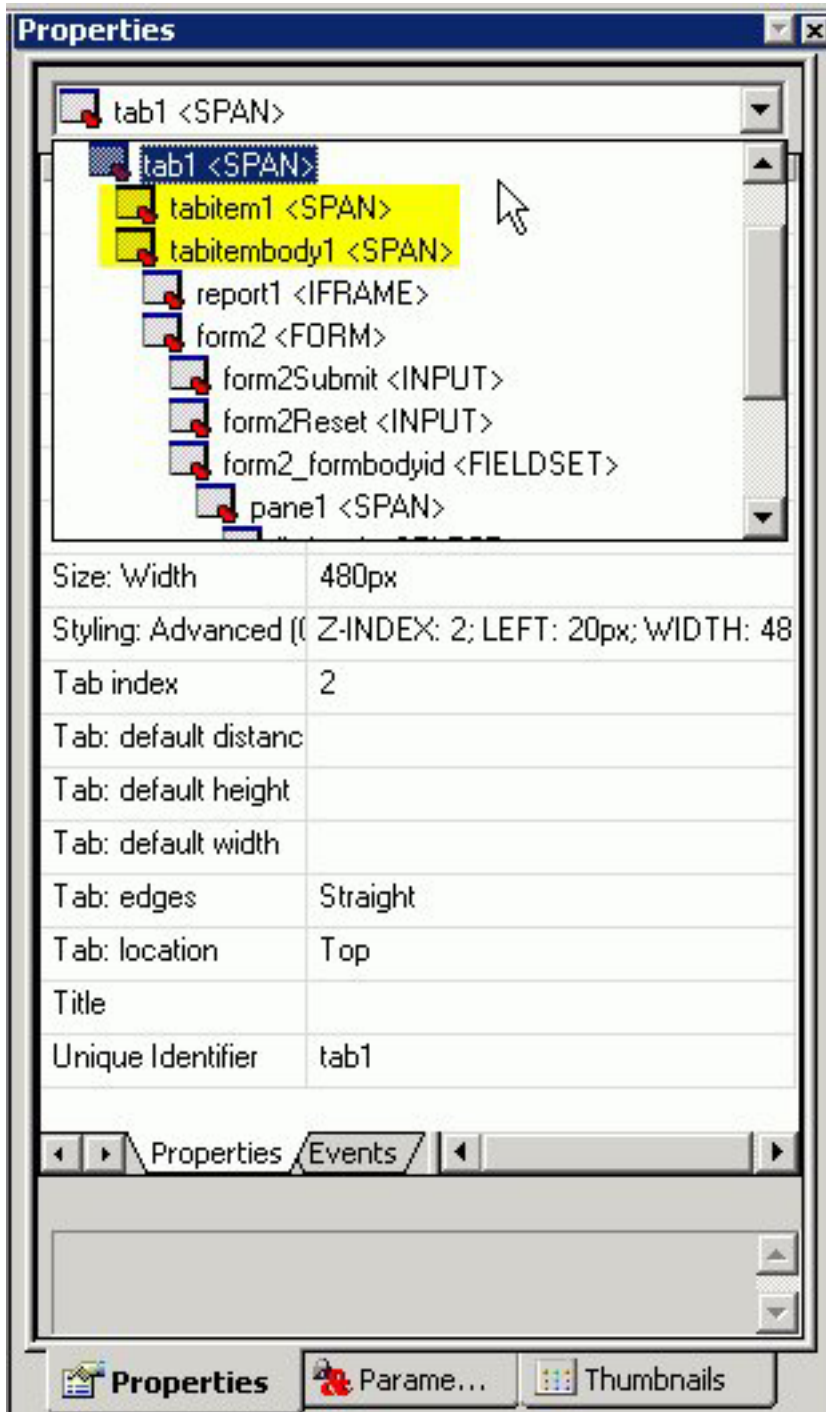 Properties
tab1 <SPAN>
tab1 <SPAN>
tabitem1 <SPAN>
tabitembody1 <SPAN>
report1 <IFRAME>
form2 <FORM>
form2Submit <INPUT>
form2Reset <INPUT>
form2_formbodyid <FIELDSET>
pane1 <SPAN>
Size: Width 480px
Styling: Advanced (( Z-INDEX: 2; LEFT: 20px; WIDTH: 48
Tab index 2
Tab: default distanc
Tab: default height
Tab: default width
Tab: edges Straight
Tab: location Top
Title
Unique Identifier tab1
Properties Events
Properties Parame... Thumbnails